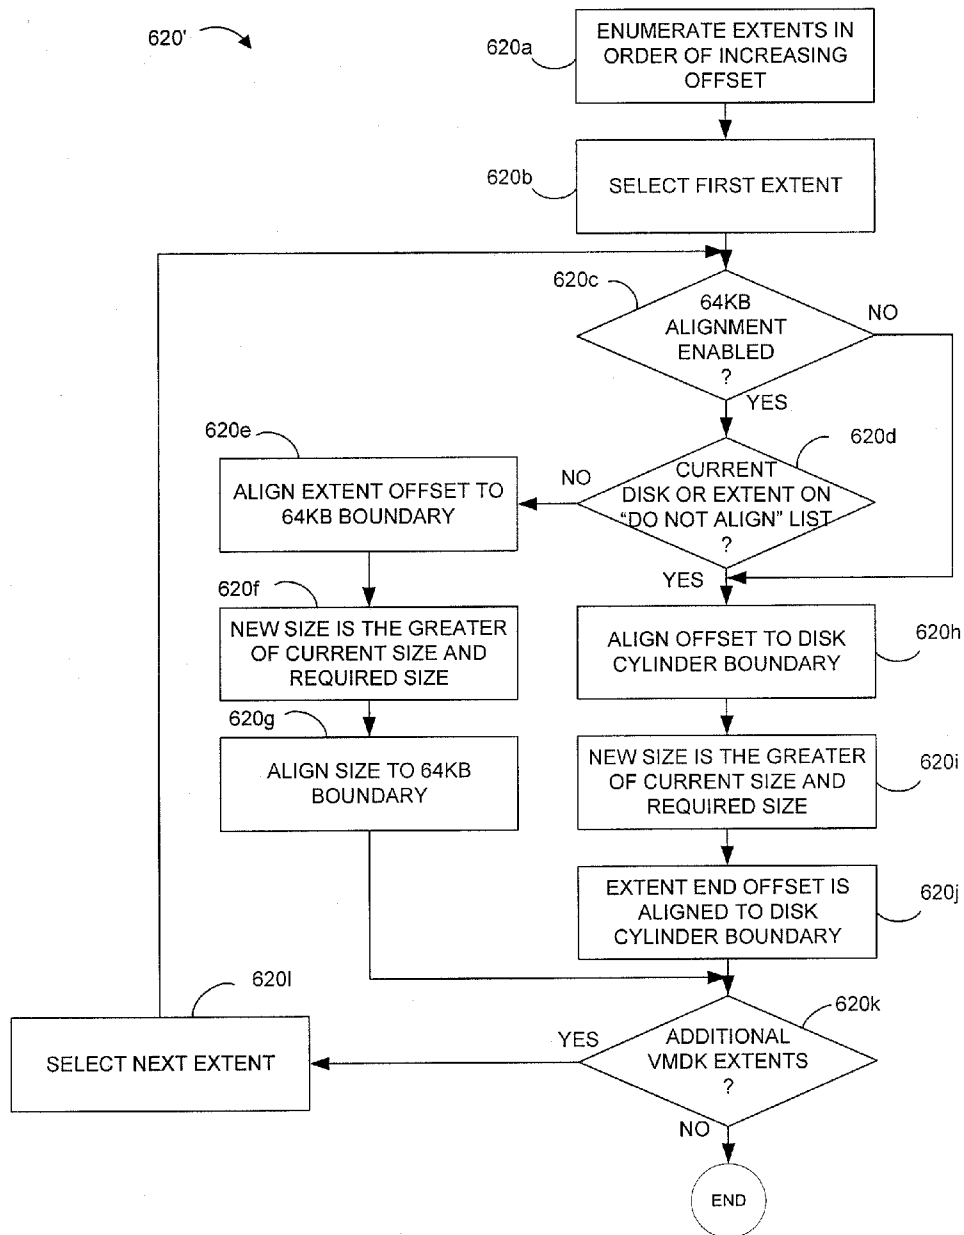 620'
620a
ENUMERATE EXTENTS IN
ORDER OF INCREASING
OFFSET
620b
SELECT FIRST EXTENT
620c
64KB
ALIGNMENT
ENABLED
?
NO
YES
620d
CURRENT
DISK OR EXTENT ON
"DO NOT ALIGN" LIST
?
NO
YES
620e
ALIGN EXTENT OFFSET TO
64KB BOUNDARY
620f
NEW SIZE IS THE GREATER
OF CURRENT SIZE AND
REQUIRED SIZE
620g
ALIGN SIZE TO 64KB
BOUNDARY
620h
ALIGN OFFSET TO DISK
CYLINDER BOUNDARY
620i
NEW SIZE IS THE GREATER
OF CURRENT SIZE AND
REQUIRED SIZE
620j
EXTENT END OFFSET IS
ALIGNED TO DISK
CYLINDER BOUNDARY
620k
ADDITIONAL
VMDK EXTENTS
?
YES
NO
620l
SELECT NEXT EXTENT
END